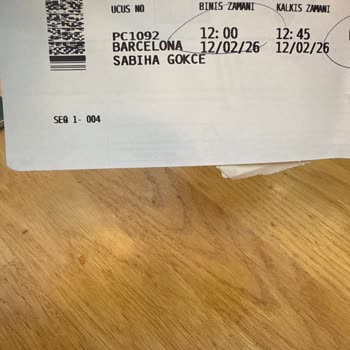 UCUS NO BINIS ZAMANI KALKIS ZAMANI
PC1092 12: 00 12: 45
BARCELONA 12/02/26 12/02/26
SABIHA GOKCE
SEQ 1- 004